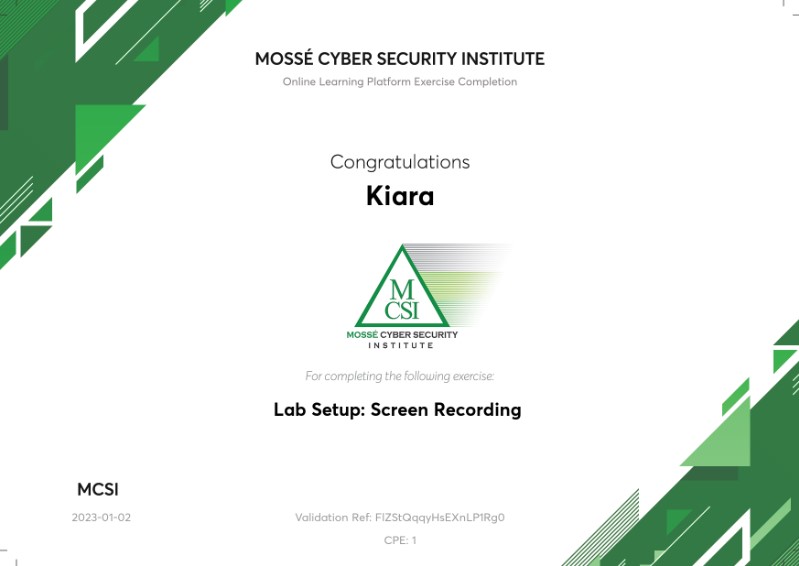 MOSSÉ CYBER SECURITY INSTITUTE
Online Learning Platform Exercise Completion
Congratulations
Kiara
M
CSI
MOSSÉ CYBER SECURITY
INSTITUTE
For completing the following exercise:
Lab Setup: Screen Recording
MCSI
2023-01-02
Validation Ref: FlZStQqqyHsEXnLP1Rg0
CPE: 1